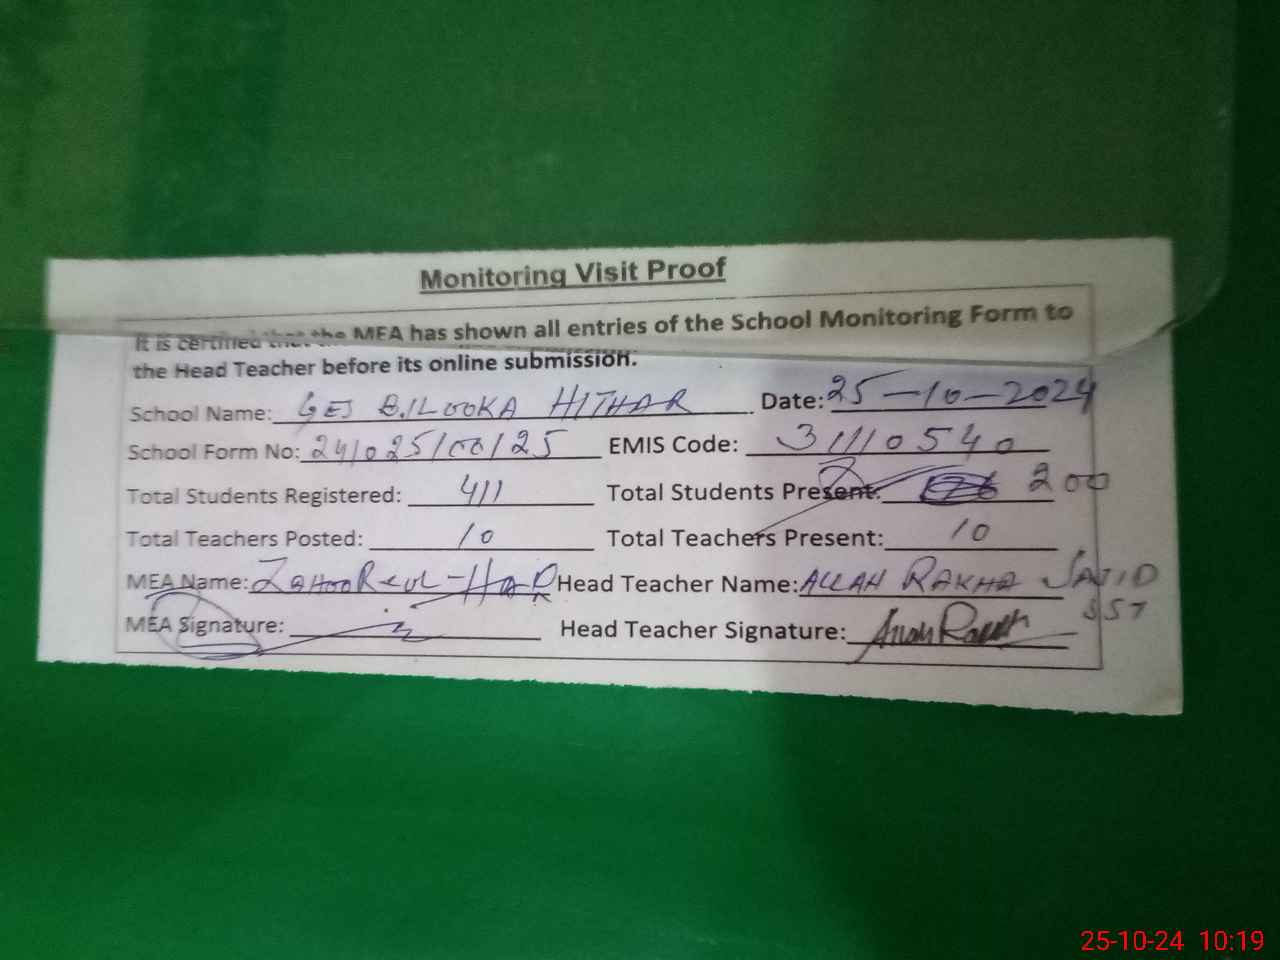 Monitoring Visit Proof
It is certified that the MEA has shown all entries of the School Monitoring Form to
the Head Teacher before its online submission.
School Name: GES BILOOKA HITHAR Date: 25-10-2024
School Form No: 241025/00125 EMIS Code: 31110540
Total Students Registered: 411 Total Students Present: 200
Total Teachers Posted: 10 Total Teachers Present: 10
MEA Name: ZAHOOR-UL-HAQ Head Teacher Name: ALLAH RAKHA SAJID
SST
MEA Signature: Head Teacher Signature: Allah Rakha
25-10-24 10:19